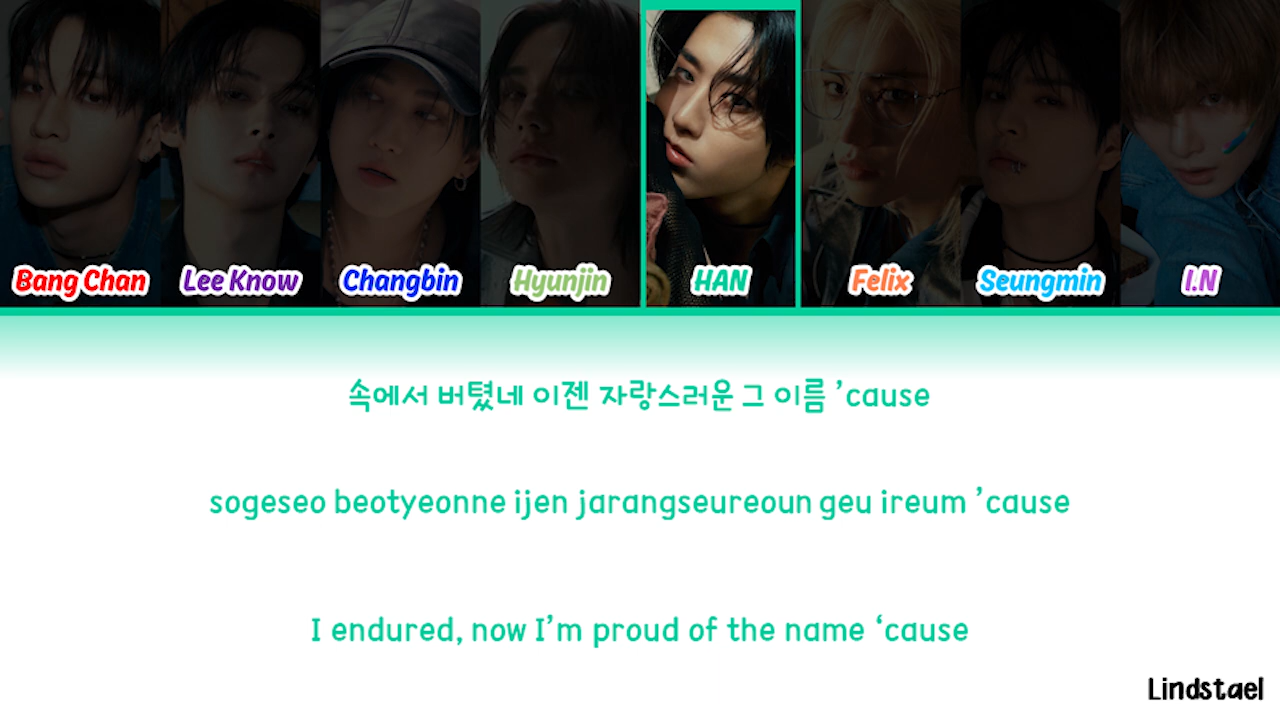 Bang Chan Lee Know Changbin Hyunjin HAN Felix Seungmin I.N
속에서 버텼네 이젠 자랑스러운 그 이름 ’cause
sogeseo beotyeonne ijen jarangseureoun geu ireum ’cause
I endured, now I’m proud of the name ‘cause
Lindstael